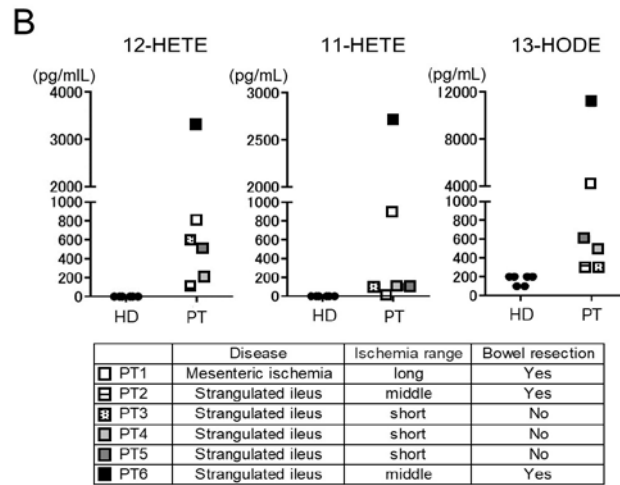 B
12-HETE 11-HETE 13-HODE
(pg/mlL) (pg/mL) (pg/mL)
4000 3000 12000
3000 2500 8000
2000 2000 4000
1000 1000 1000
800 800 800
600 600 600
400 400 400
200 200 200
0 0 0
HD PT HD PT HD PT
Disease Ischemia range Bowel resection
PT1 Mesenteric ischemia long Yes
PT2 Strangulated ileus middle Yes
PT3 Strangulated ileus short No
PT4 Strangulated ileus short No
PT5 Strangulated ileus short No
PT6 Strangulated ileus middle Yes